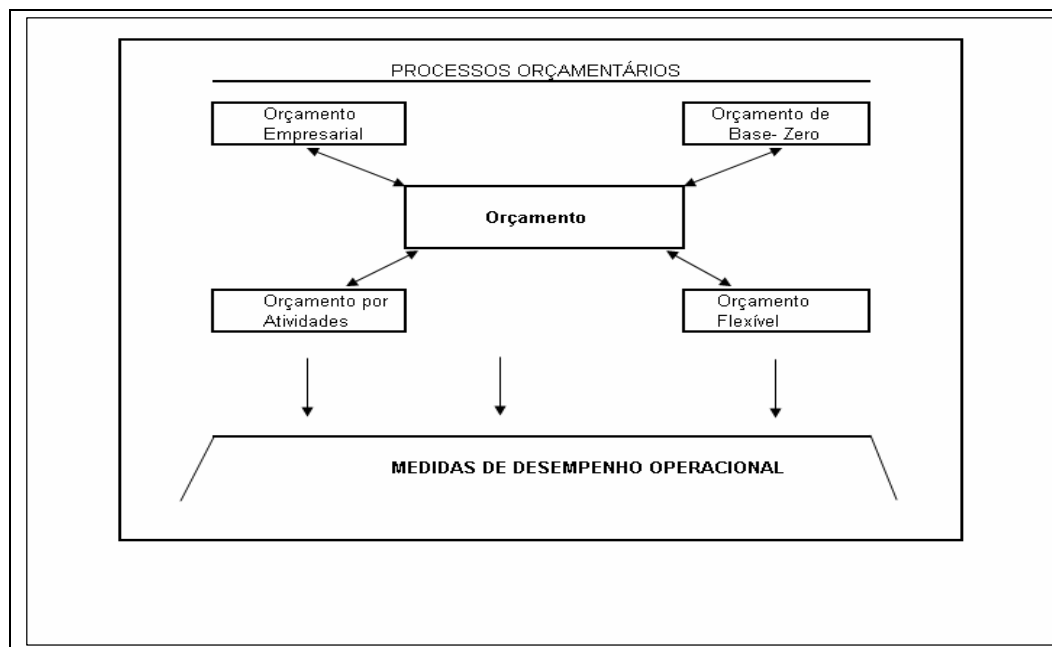 PROCESSOS ORÇAMENTÁRIOS
Orçamento
Empresarial
Orçamento de
Base- Zero
Orçamento
Orçamento por
Atividades
Orçamento
Flexível
MEDIDAS DE DESEMPENHO OPERACIONAL